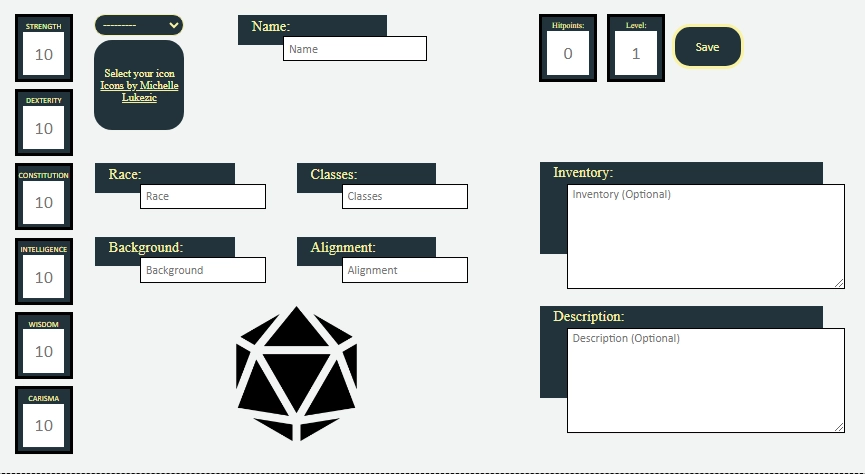 STRENGTH
10
DEXTERITY
10
CONSTITUTION
10
INTELLIGENCE
10
WISDOM
10
CARISMA
10
---------
Select your icon
Icons by Michelle
Lukezic
Name:
Name
Hitpoints:
0
Level:
1
Save
Race:
Race
Classes:
Classes
Background:
Background
Alignment:
Alignment
Inventory:
Inventory (Optional)
Description:
Description (Optional)